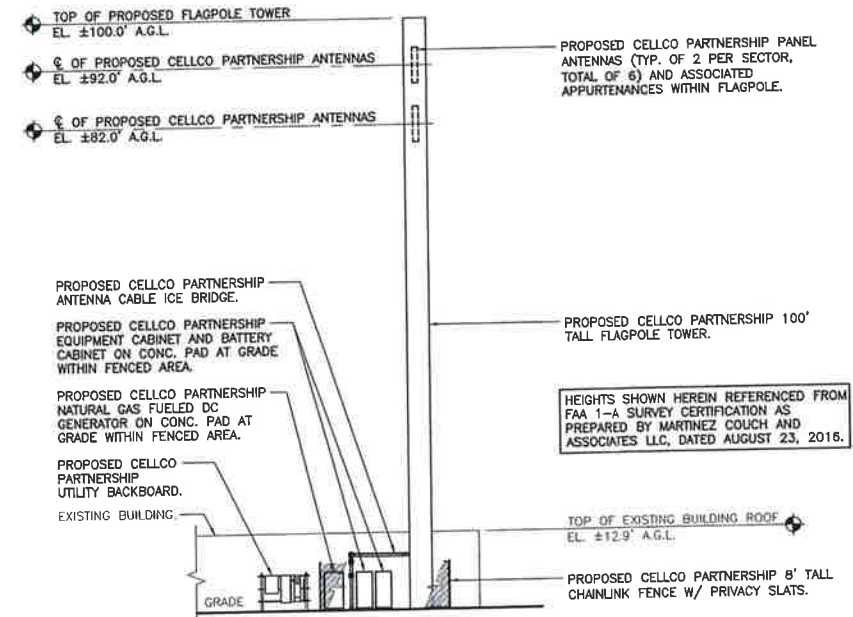 TOP OF PROPOSED FLAGPOLE TOWER
EL. ±100.0' A.G.L.
℄ OF PROPOSED CELLCO PARTNERSHIP ANTENNAS
EL. ±92.0' A.G.L.
℄ OF PROPOSED CELLCO PARTNERSHIP ANTENNAS
EL. ±82.0' A.G.L.
PROPOSED CELLCO PARTNERSHIP PANEL
ANTENNAS (TYP. OF 2 PER SECTOR,
TOTAL OF 6) AND ASSOCIATED
APPURTENANCES WITHIN FLAGPOLE.
PROPOSED CELLCO PARTNERSHIP
ANTENNA CABLE ICE BRIDGE.
PROPOSED CELLCO PARTNERSHIP
EQUIPMENT CABINET AND BATTERY
CABINET ON CONC. PAD AT GRADE
WITHIN FENCED AREA.
PROPOSED CELLCO PARTNERSHIP
NATURAL GAS FUELED DC
GENERATOR ON CONC. PAD AT
GRADE WITHIN FENCED AREA.
PROPOSED CELLCO
PARTNERSHIP
UTILITY BACKBOARD.
EXISTING BUILDING.
GRADE
PROPOSED CELLCO PARTNERSHIP 100'
TALL FLAGPOLE TOWER.
HEIGHTS SHOWN HEREIN REFERENCED FROM
FAA 1-A SURVEY CERTIFICATION AS
PREPARED BY MARTINEZ COUCH AND
ASSOCIATES LLC, DATED AUGUST 23, 2016.
TOP OF EXISTING BUILDING ROOF
EL. ±12.9' A.G.L.
PROPOSED CELLCO PARTNERSHIP 8' TALL
CHAINLINK FENCE W/ PRIVACY SLATS.